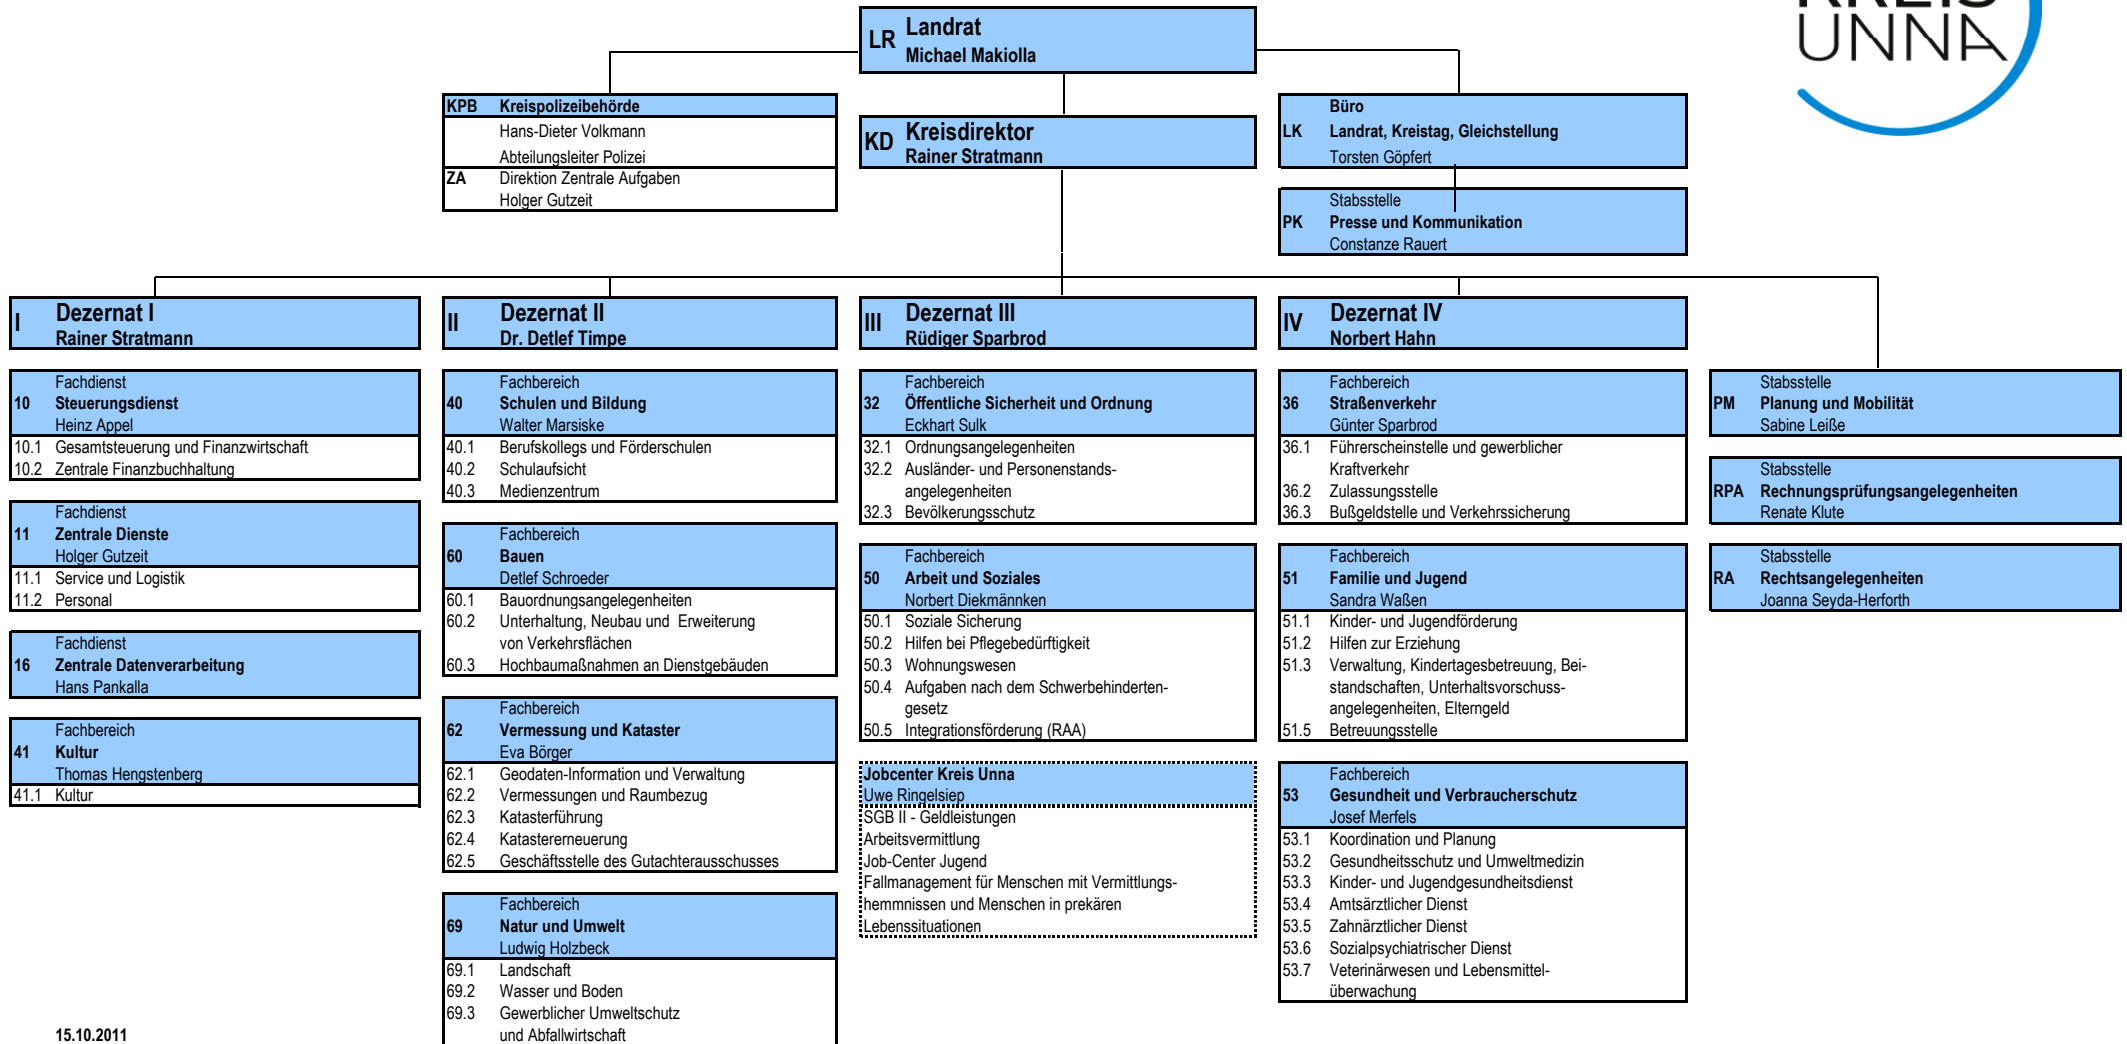 KREIS
UNNA
LR Landrat
Michael Makiolla
KPB Kreispolizeibehörde
Hans-Dieter Volkmann
Abteilungsleiter Polizei
ZA Direktion Zentrale Aufgaben
Holger Gutzeit
KD Kreisdirektor
Rainer Stratmann
Büro
LK Landrat, Kreistag, Gleichstellung
Torsten Göpfert
Stabsstelle
PK Presse und Kommunikation
Constanze Rauert
I Dezernat I
Rainer Stratmann
Fachdienst
10 Steuerungsdienst
Heinz Appel
10.1 Gesamtsteuerung und Finanzwirtschaft
10.2 Zentrale Finanzbuchhaltung
Fachdienst
11 Zentrale Dienste
Holger Gutzeit
11.1 Service und Logistik
11.2 Personal
Fachdienst
16 Zentrale Datenverarbeitung
Hans Pankalla
Fachbereich
41 Kultur
Thomas Hengstenberg
41.1 Kultur
II Dezernat II
Dr. Detlef Timpe
Fachbereich
40 Schulen und Bildung
Walter Marsiske
40.1 Berufskollegs und Förderschulen
40.2 Schulaufsicht
40.3 Medienzentrum
Fachbereich
60 Bauen
Detlef Schroeder
60.1 Bauordnungsangelegenheiten
60.2 Unterhaltung, Neubau und Erweiterung
von Verkehrsflächen
60.3 Hochbaumaßnahmen an Dienstgebäuden
Fachbereich
62 Vermessung und Kataster
Eva Börger
62.1 Geodaten-Information und Verwaltung
62.2 Vermessungen und Raumbezug
62.3 Katasterführung
62.4 Katastererneuerung
62.5 Geschäftsstelle des Gutachterausschusses
Fachbereich
69 Natur und Umwelt
Ludwig Holzbeck
69.1 Landschaft
69.2 Wasser und Boden
69.3 Gewerblicher Umweltschutz
und Abfallwirtschaft
III Dezernat III
Rüdiger Sparbrod
Fachbereich
32 Öffentliche Sicherheit und Ordnung
Eckhart Sulk
32.1 Ordnungsangelegenheiten
32.2 Ausländer- und Personenstands-
angelegenheiten
32.3 Bevölkerungsschutz
Fachbereich
50 Arbeit und Soziales
Norbert Diekmännken
50.1 Soziale Sicherung
50.2 Hilfen bei Pflegebedürftigkeit
50.3 Wohnungswesen
50.4 Aufgaben nach dem Schwerbehinderten-
gesetz
50.5 Integrationsförderung (RAA)
Jobcenter Kreis Unna
Uwe Ringelsiep
SGB II - Geldleistungen
Arbeitsvermittlung
Job-Center Jugend
Fallmanagement für Menschen mit Vermittlungs-
hemmnissen und Menschen in prekären
Lebenssituationen
IV Dezernat IV
Norbert Hahn
Fachbereich
36 Straßenverkehr
Günter Sparbrod
36.1 Führerscheinstelle und gewerblicher
Kraftverkehr
36.2 Zulassungsstelle
36.3 Bußgeldstelle und Verkehrssicherung
Fachbereich
51 Familie und Jugend
Sandra Waßen
51.1 Kinder- und Jugendförderung
51.2 Hilfen zur Erziehung
51.3 Verwaltung, Kindertagesbetreuung, Bei-
standschaften, Unterhaltsvorschuss-
angelegenheiten, Elterngeld
51.5 Betreuungsstelle
Fachbereich
53 Gesundheit und Verbraucherschutz
Josef Merfels
53.1 Koordination und Planung
53.2 Gesundheitsschutz und Umweltmedizin
53.3 Kinder- und Jugendgesundheitsdienst
53.4 Amtsärztlicher Dienst
53.5 Zahnärztlicher Dienst
53.6 Sozialpsychiatrischer Dienst
53.7 Veterinärwesen und Lebensmittel-
überwachung
Stabsstelle
PM Planung und Mobilität
Sabine Leiße
Stabsstelle
RPA Rechnungsprüfungsangelegenheiten
Renate Klute
Stabsstelle
RA Rechtsangelegenheiten
Joanna Seyda-Herforth
15.10.2011